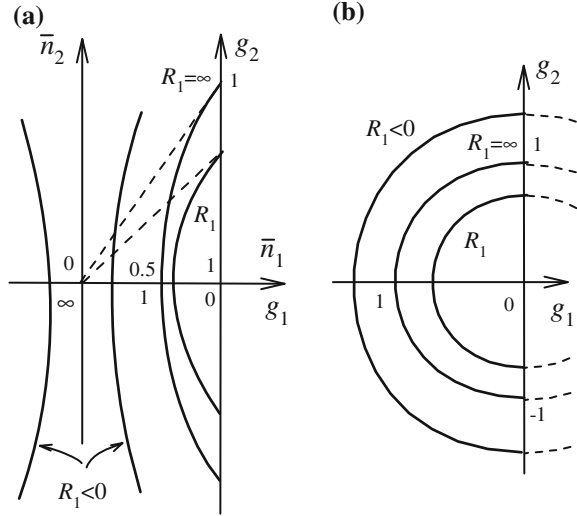 (a)
n̄₂
g₂
R₁=∞
1
R₁
0
0.5
1
n̄₁
∞
1
0
g₁
R₁<0
(b)
g₂
R₁<0
R₁=∞
1
R₁
1
0
g₁
-1